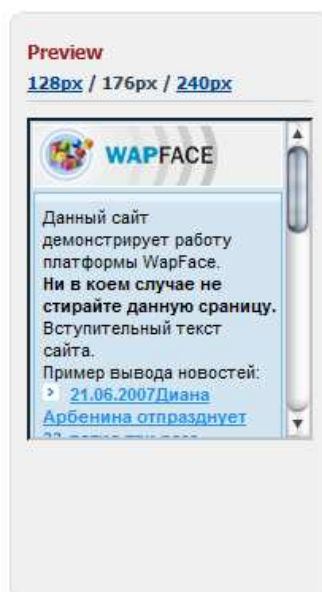 Preview
128px / 176px / 240px
WAPFACE
Данный сайт
демонстрирует работу
платформы WapFace.
Ни в коем случае не
стирайте данную сраницу.
Вступительный текст
сайта.
Пример вывода новостей:
21.06.2007Диана
Арбенина отпразднует